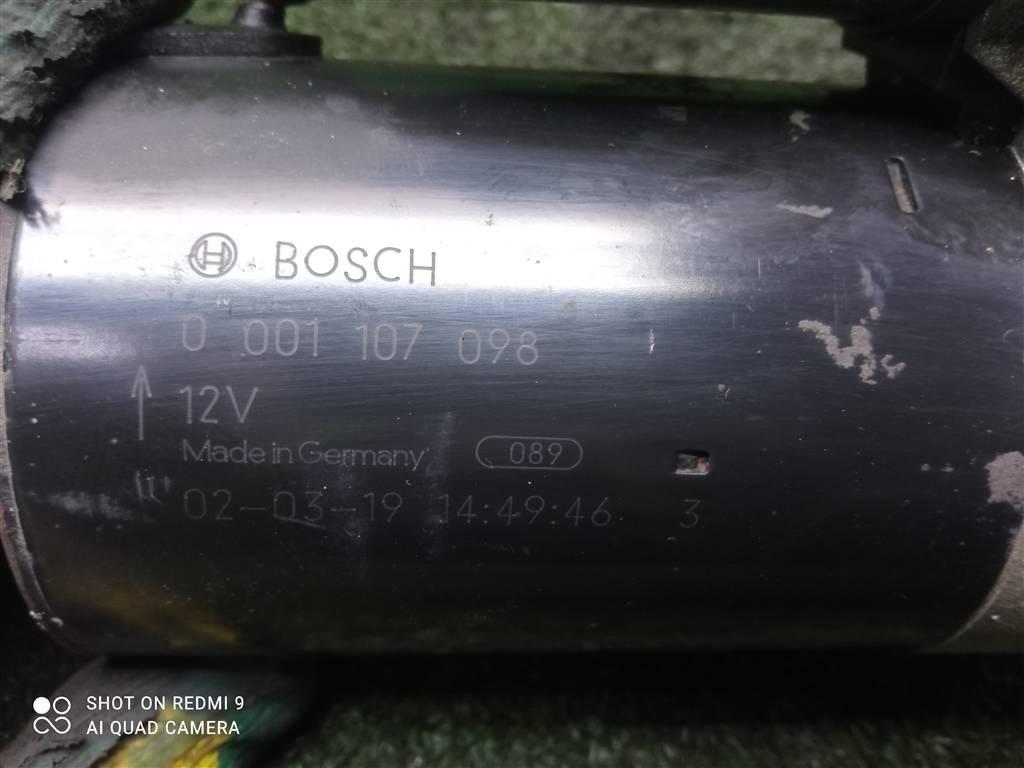 BOSCH
0 001 107 098
12V
Made in Germany 089
02-03-19 14:49:46 3
SHOT ON REDMI 9
AI QUAD CAMERA